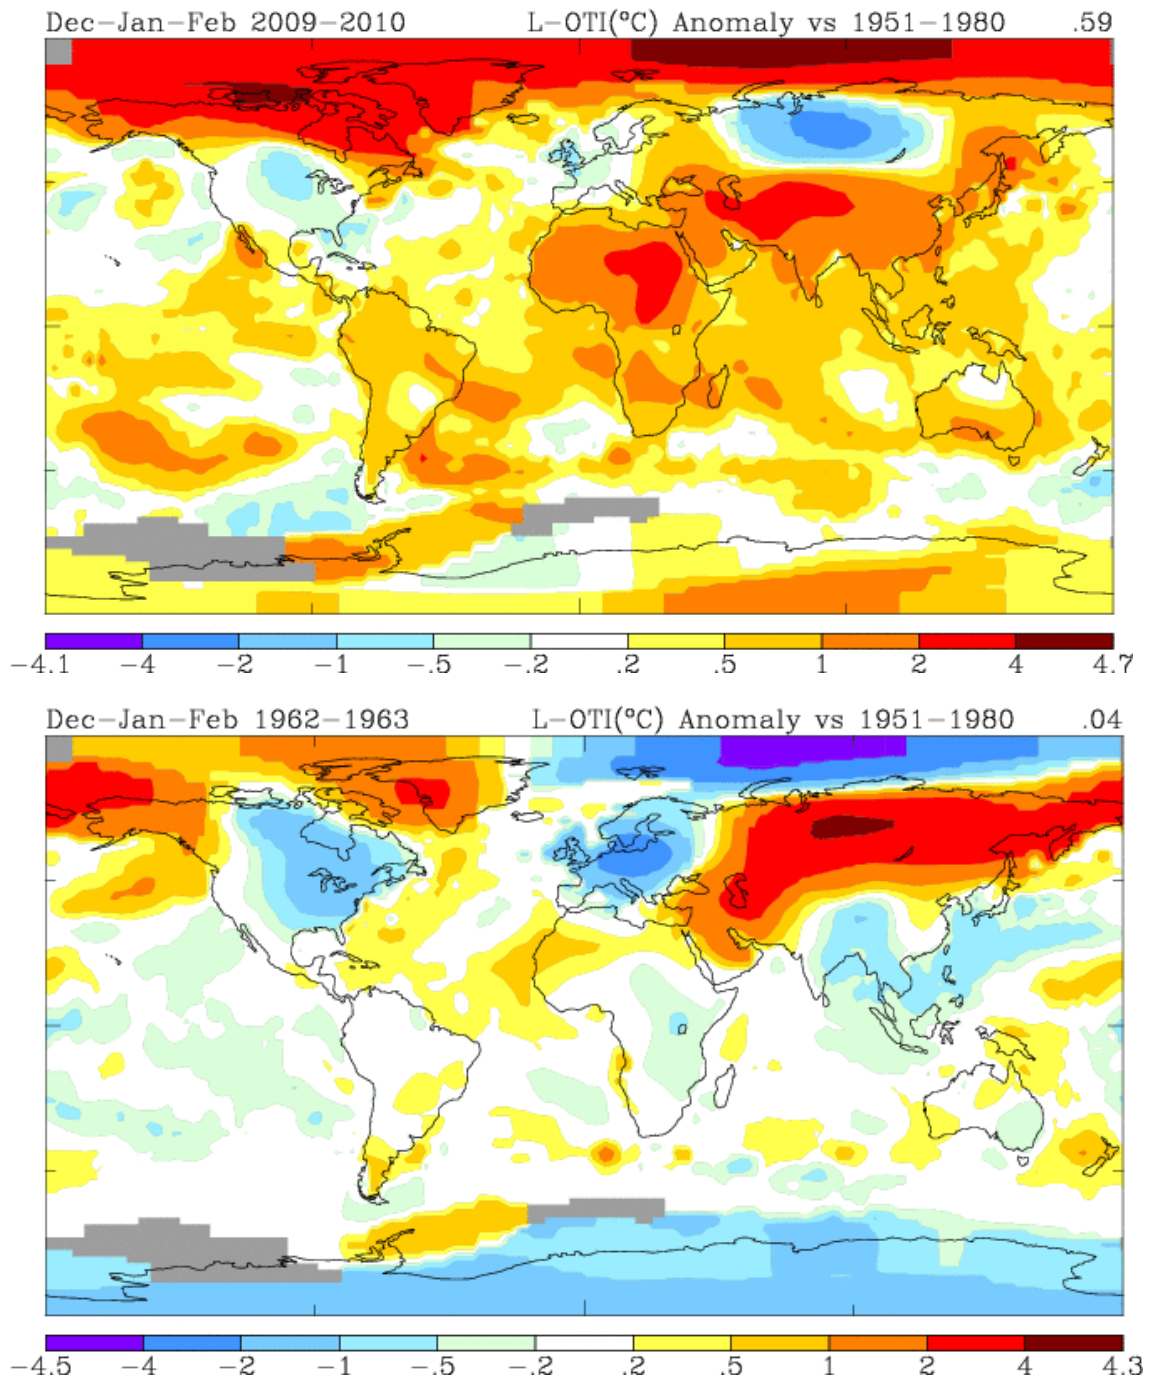 Dec-Jan-Feb 2009-2010 L-OTI(°C) Anomaly vs 1951-1980 .59
-4.1 -4 -2 -1 -.5 -.2 .2 .5 1 2 4 4.7
Dec-Jan-Feb 1962-1963 L-OTI(°C) Anomaly vs 1951-1980 .04
-4.5 -4 -2 -1 -.5 -.2 .2 .5 1 2 4 4.3